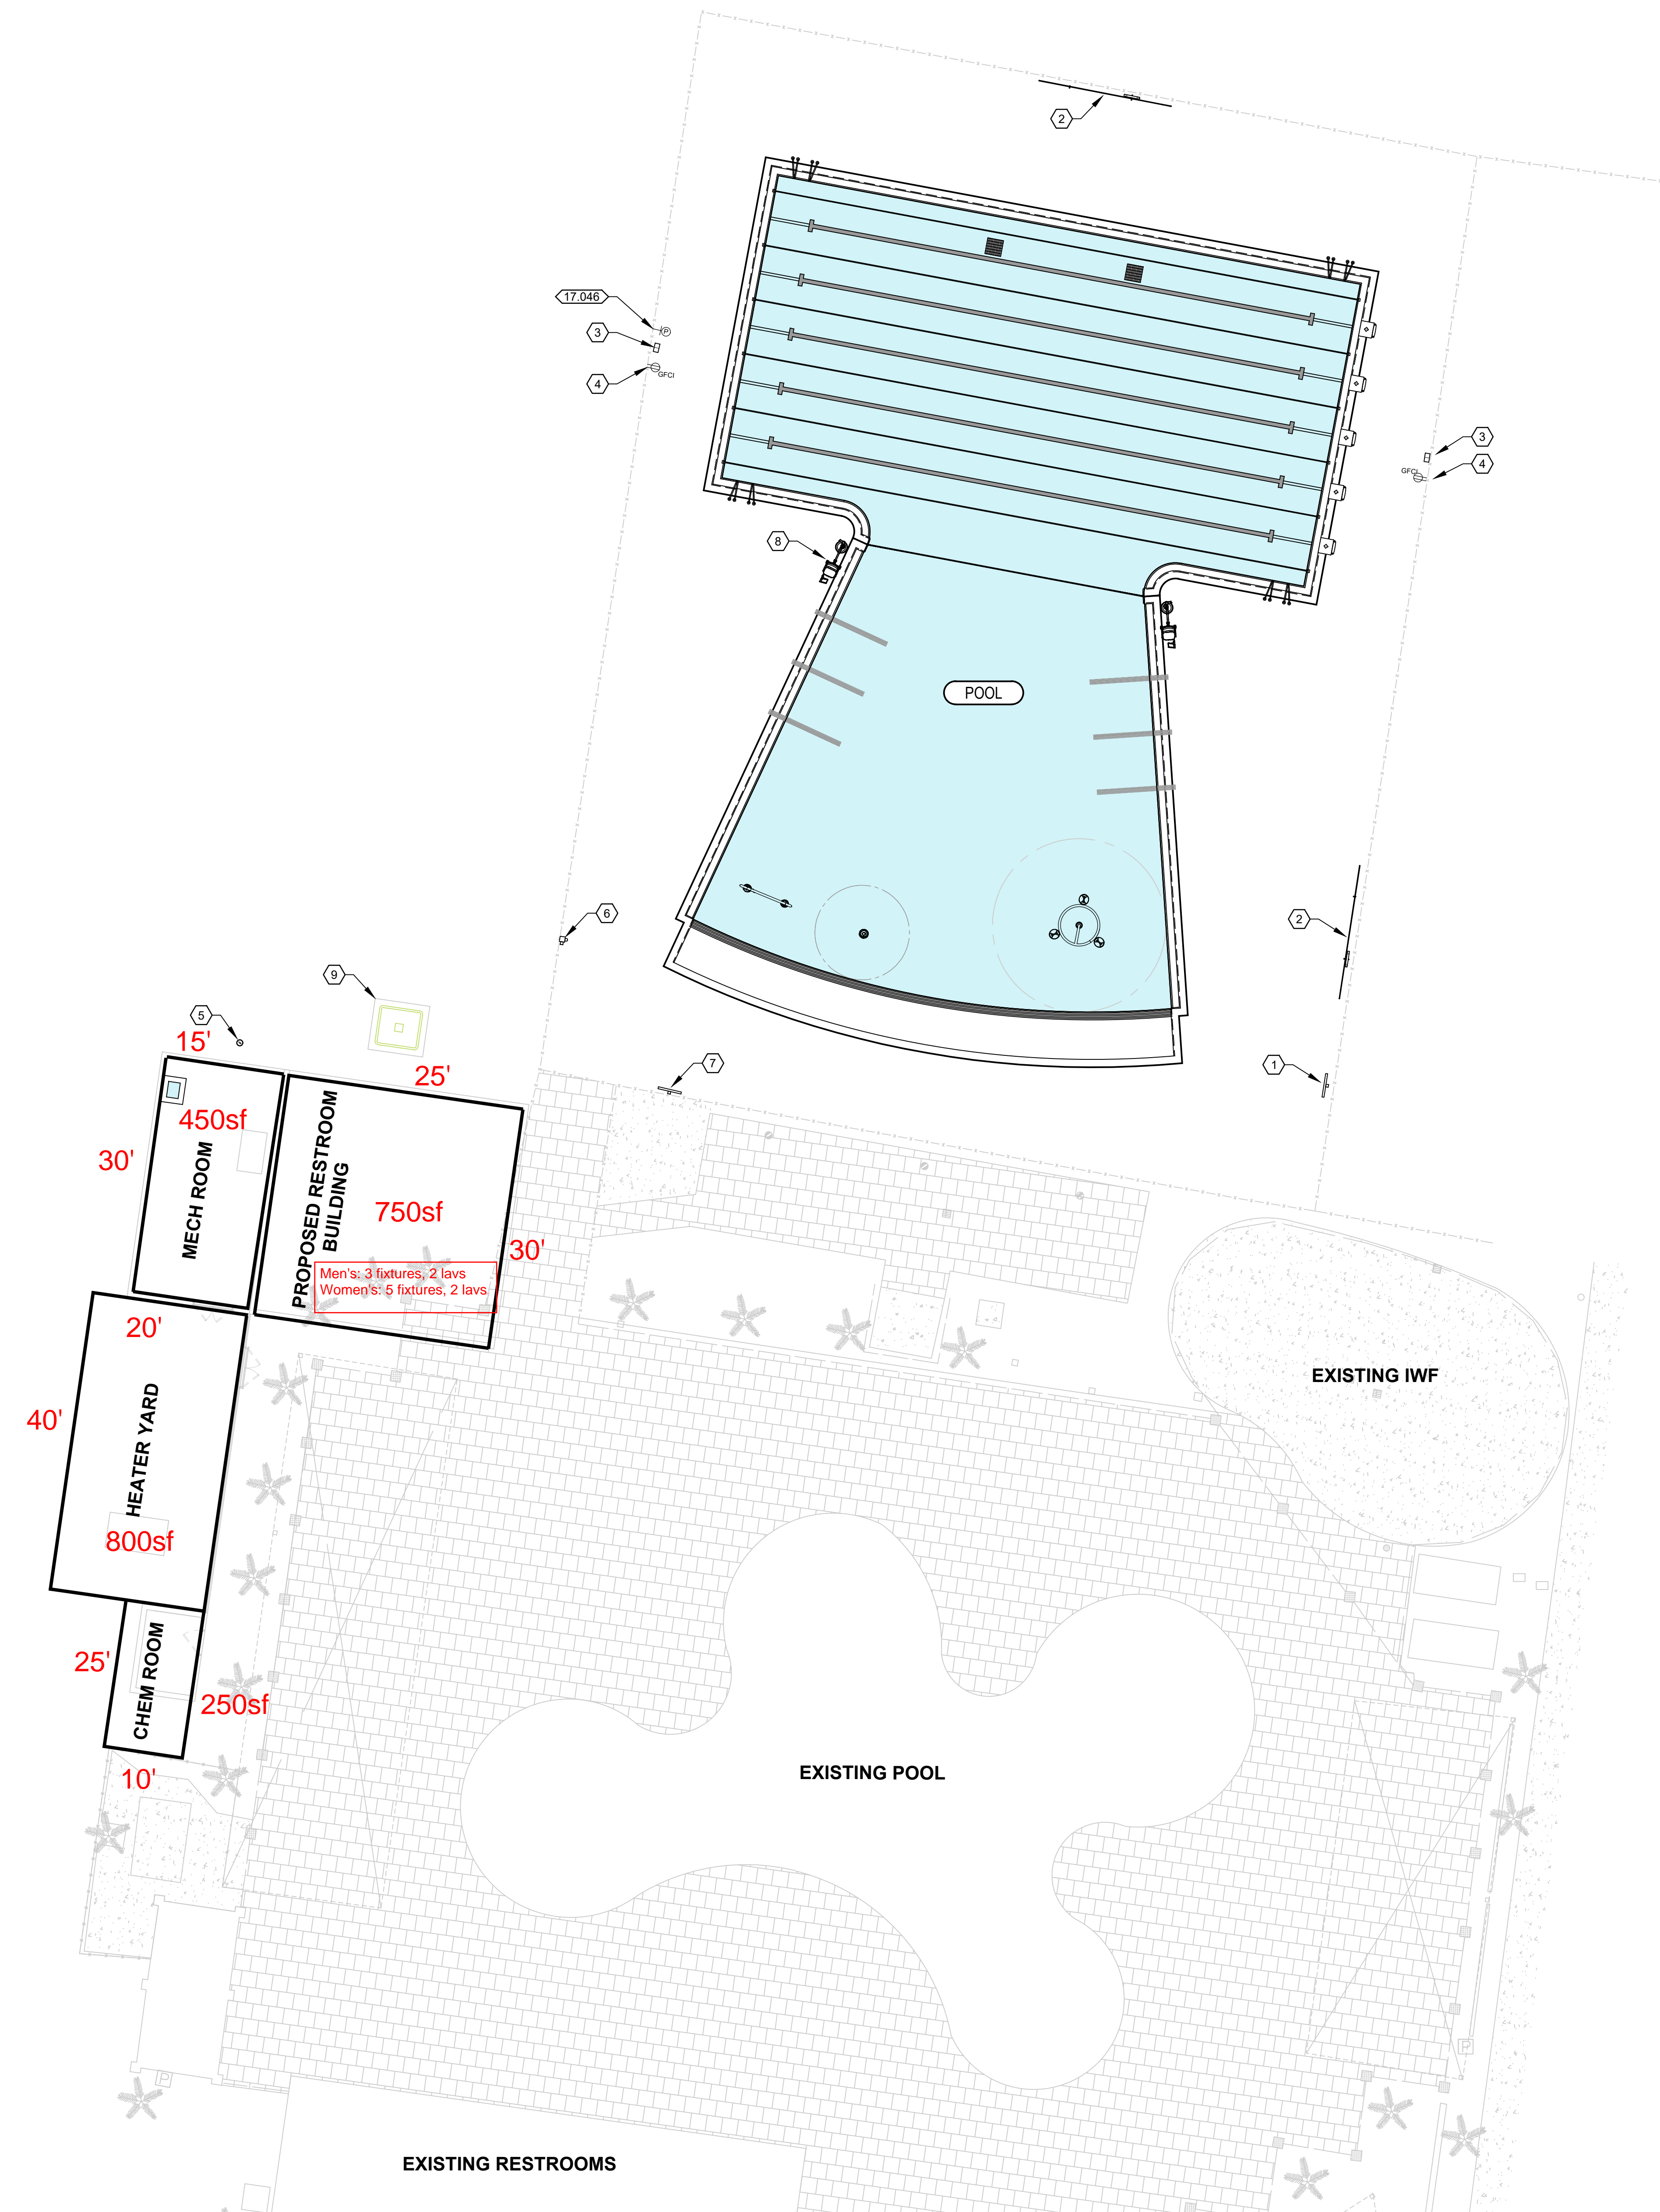 2
17.046
P
3
4
GFCI
3
GFCI
4
8
POOL
6
2
9
5
15'
25'
7
1
450sf
30'
MECH ROOM
PROPOSED RESTROOM
BUILDING
750sf
30'
Men's: 3 fixtures, 2 lavs
Women's: 5 fixtures, 2 lavs
20'
EXISTING IWF
40'
HEATER YARD
800sf
25'
CHEM ROOM
250sf
10'
EXISTING POOL
P
P
EXISTING RESTROOMS